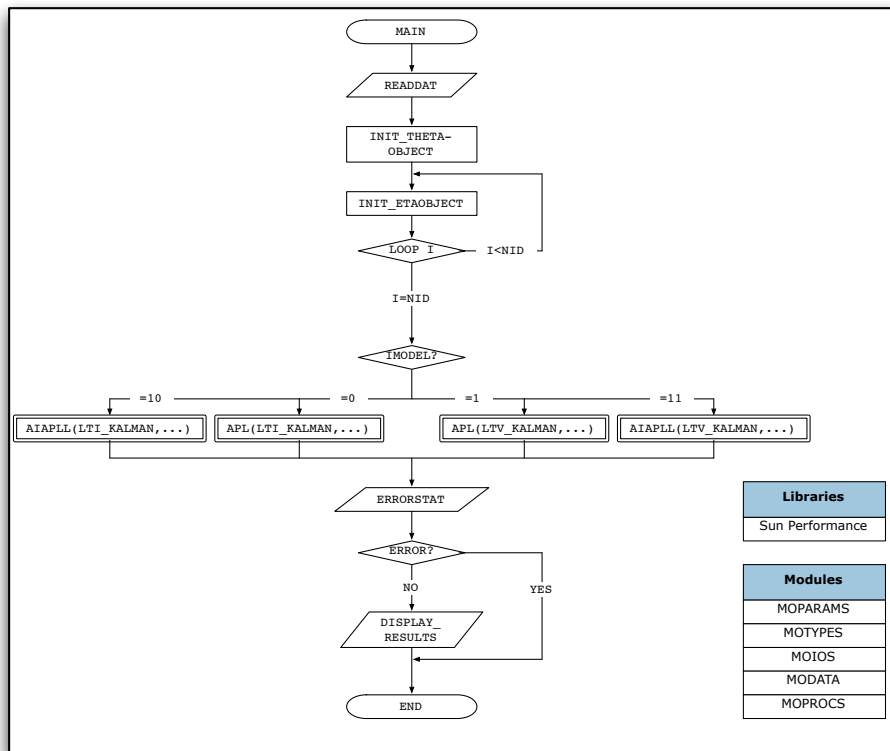 MAIN
READDAT
INIT_THETA-
OBJECT
INIT_ETAOBJECT
LOOP I
I<NID
I=NID
IMODEL?
=10
=0
=1
=11
AIAPLL(LTI_KALMAN,...)
APL(LTI_KALMAN,...)
APL(LTV_KALMAN,...)
AIAPLL(LTV_KALMAN,...)
ERRORSTAT
ERROR?
NO
YES
DISPLAY_
RESULTS
END
Libraries
Sun Performance
Modules
MOPARAMS
MOTYPES
MOIOS
MODATA
MOPROCS